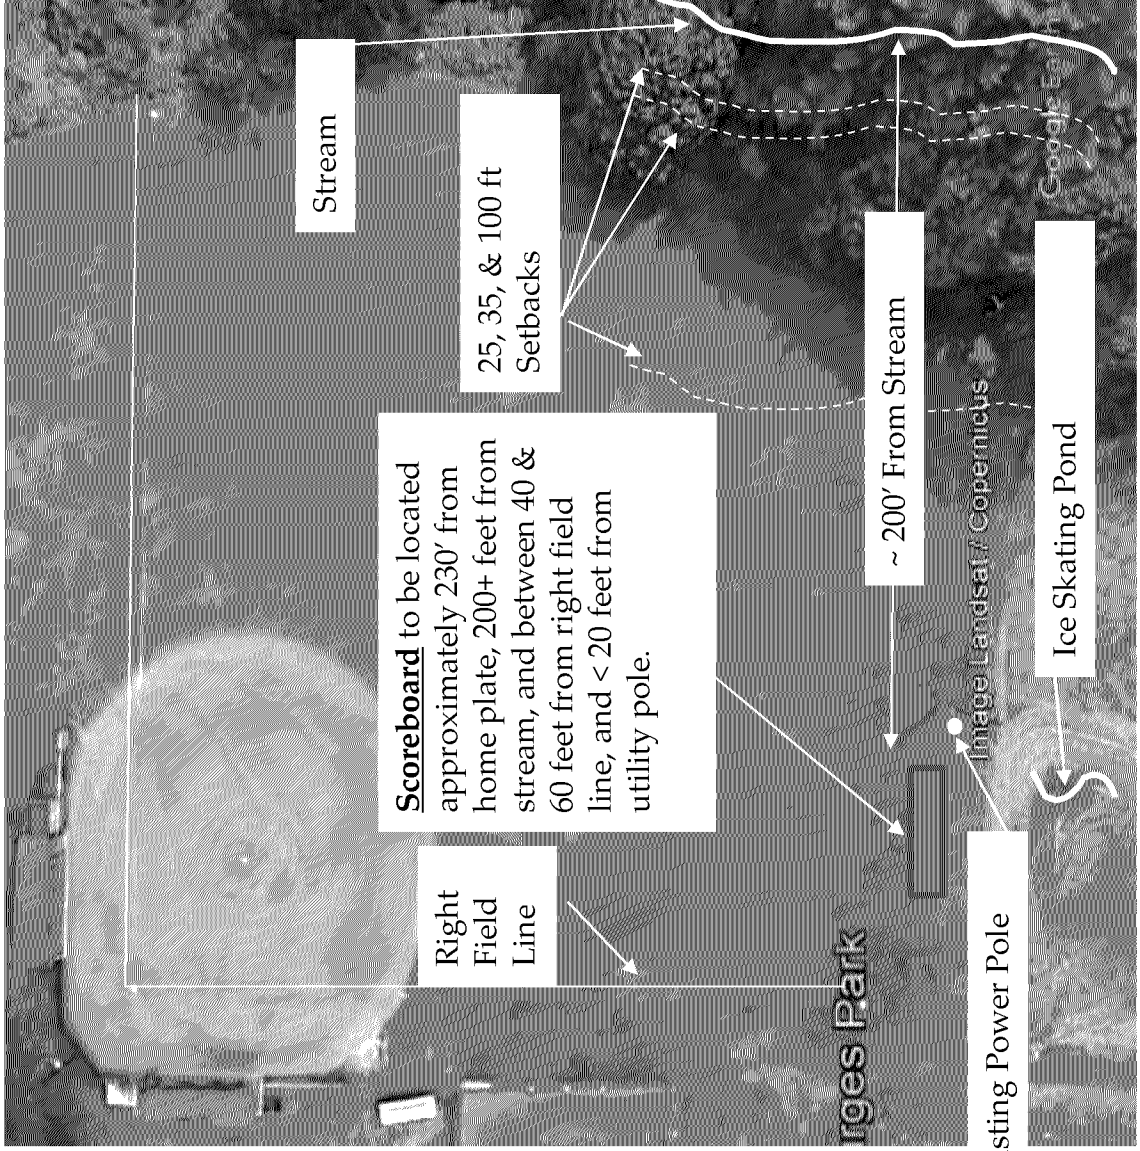 Stream
25, 35, & 100 ft
Setbacks
Scoreboard to be located
approximately 230' from
home plate, 200+ feet from
stream, and between 40 &
60 feet from right field
line, and < 20 feet from
utility pole.
Right
Field
Line
~ 200' From Stream
Ice Skating Pond
sting Power Pole
rges Park
Image Landsat / Copernicus
Google Ear